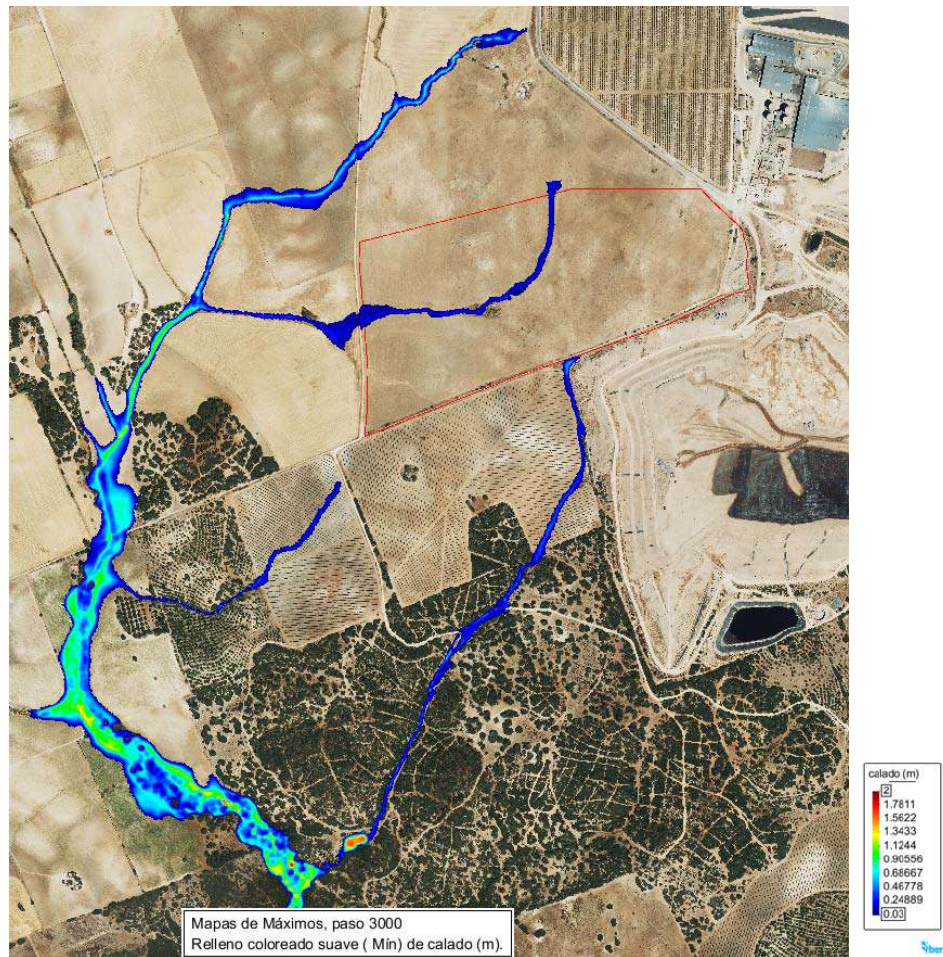 Mapas de Máximos, paso 3000
Relleno coloreado suave ( Mín) de calado (m).
calado (m)
2
1.7811
1.5622
1.3433
1.1244
0.90556
0.68667
0.46778
0.24889
0.03
iber